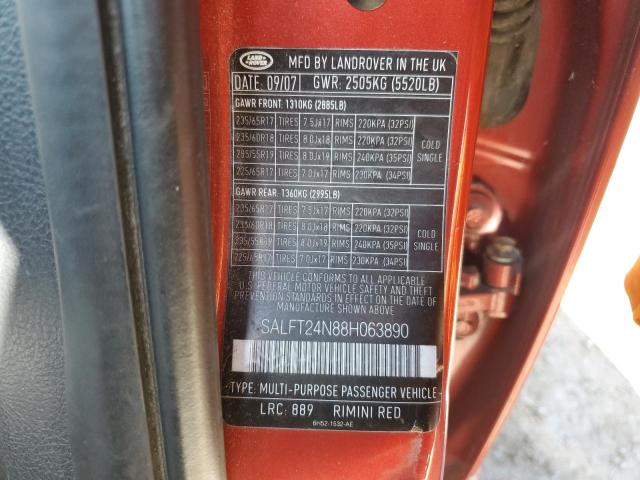 LAND ROVER
MFD BY LANDROVER IN THE UK
DATE: 09/07 GWR: 2505KG (5520LB)
GAWR FRONT: 1310KG (2885LB)
235/65R17 TIRES 7.5Jx17 RIMS 220KPA (32PSI)
235/60R18 TIRES 8.0Jx18 RIMS 220KPA (32PSI)
255/55R19 TIRES 8.0Jx19 RIMS 240KPA (35PSI)
225/65R17 TIRES 7.0Jx17 RIMS 230KPA (34PSI)
COLD
SINGLE
GAWR REAR: 1360KG (2995LB)
235/65R17 TIRES 7.5Jx17 RIMS 220KPA (32PSI)
235/60R18 TIRES 8.0Jx18 RIMS 220KPA (32PSI)
235/55R19 TIRES 8.0Jx19 RIMS 240KPA (35PSI)
225/65R17 TIRES 7.0Jx17 RIMS 230KPA (34PSI)
COLD
SINGLE
THIS VEHICLE CONFORMS TO ALL APPLICABLE
U.S. FEDERAL MOTOR VEHICLE SAFETY AND THEFT
PREVENTION STANDARDS IN EFFECT ON THE DATE OF
MANUFACTURE SHOWN ABOVE
SALFT24N88H063890
TYPE: MULTI-PURPOSE PASSENGER VEHICLE
LRC: 889 RIMINI RED
6H52-1532-AE